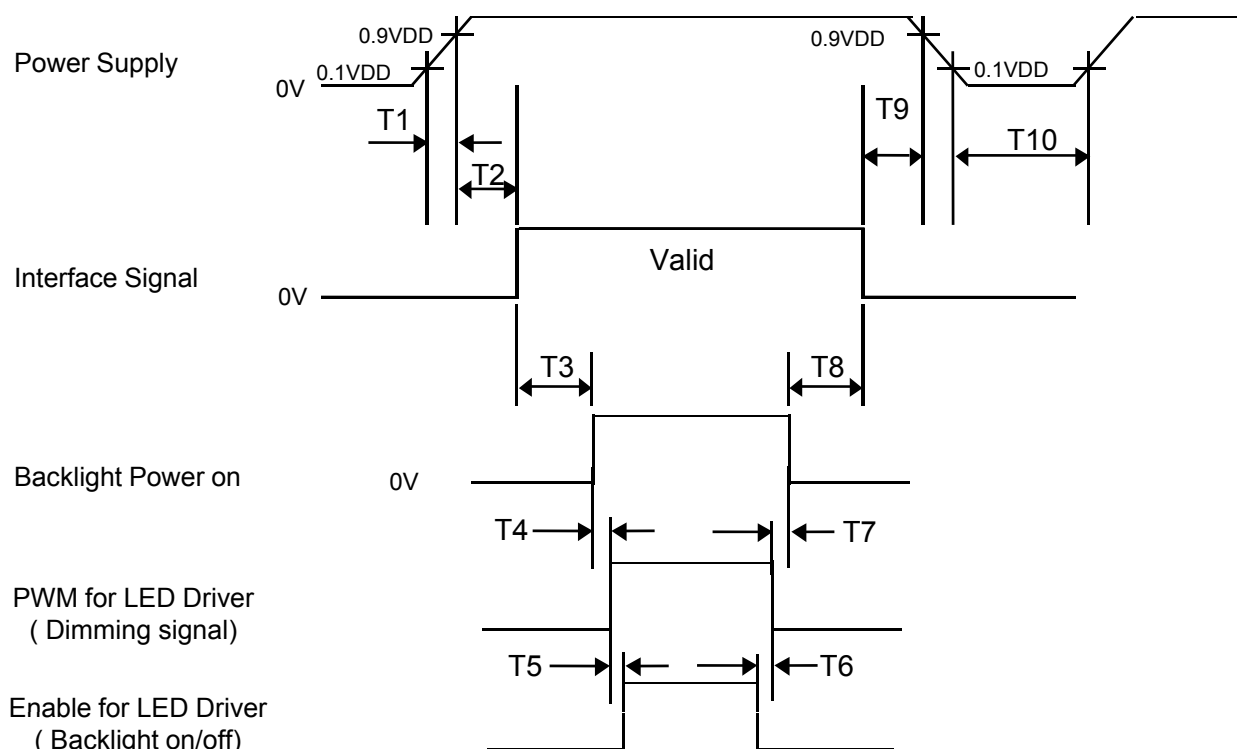 0.9VDD
0.9VDD
Power Supply
0.1VDD
0.1VDD
0V
T1
T9
T10
T2
Valid
Interface Signal
0V
T3
T8
Backlight Power on
0V
T4
T7
PWM for LED Driver
( Dimming signal)
T5
T6
Enable for LED Driver
( Backlight on/off)